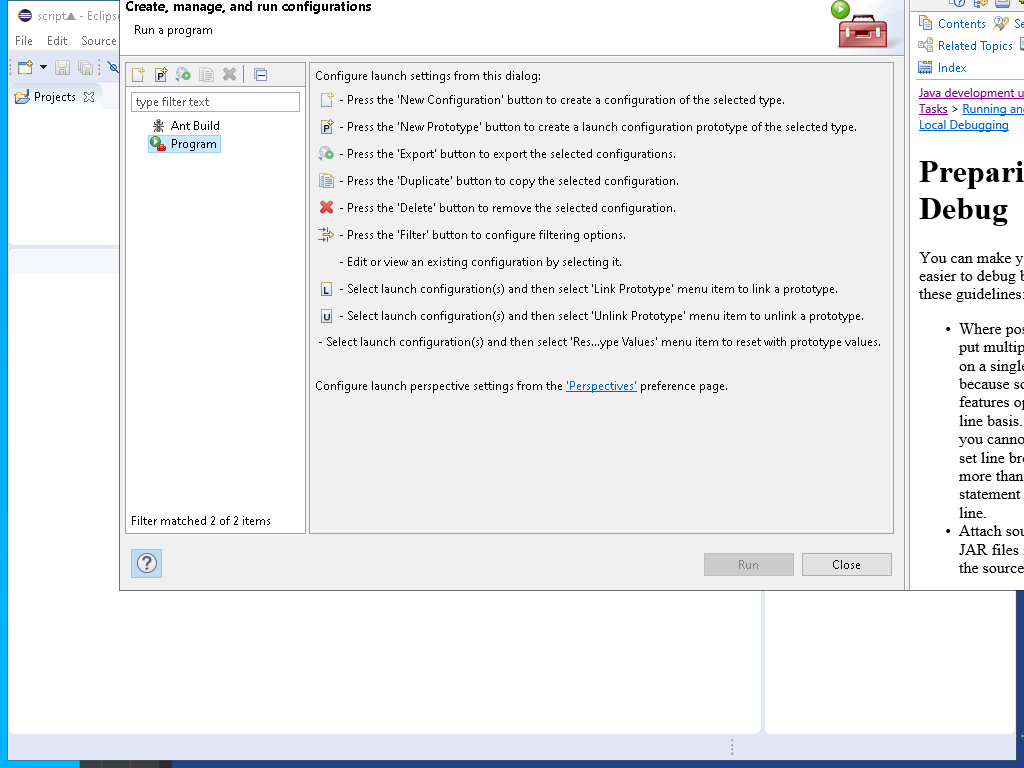 script▲ - Eclipse
File Edit Source
Projects
Create, manage, and run configurations
Run a program
type filter text
Ant Build
Program
Filter matched 2 of 2 items
Configure launch settings from this dialog:
- Press the 'New Configuration' button to create a configuration of the selected type.
- Press the 'New Prototype' button to create a launch configuration prototype of the selected type.
- Press the 'Export' button to export the selected configurations.
- Press the 'Duplicate' button to copy the selected configuration.
- Press the 'Delete' button to remove the selected configuration.
- Press the 'Filter' button to configure filtering options.
- Edit or view an existing configuration by selecting it.
L - Select launch configuration(s) and then select 'Link Prototype' menu item to link a prototype.
U - Select launch configuration(s) and then select 'Unlink Prototype' menu item to unlink a prototype.
- Select launch configuration(s) and then select 'Res...ype Values' menu item to reset with prototype values.
Configure launch perspective settings from the 'Perspectives' preference page.
Run Close
Contents Se
Related Topics
Index
Java development u
Tasks > Running an
Local Debugging
Prepari
Debug
You can make y
easier to debug b
these guidelines:
• Where pos
put multip
on a single
because so
features op
line basis.
you canno
set line bre
more than
statement
line.
• Attach sou
JAR files
the source